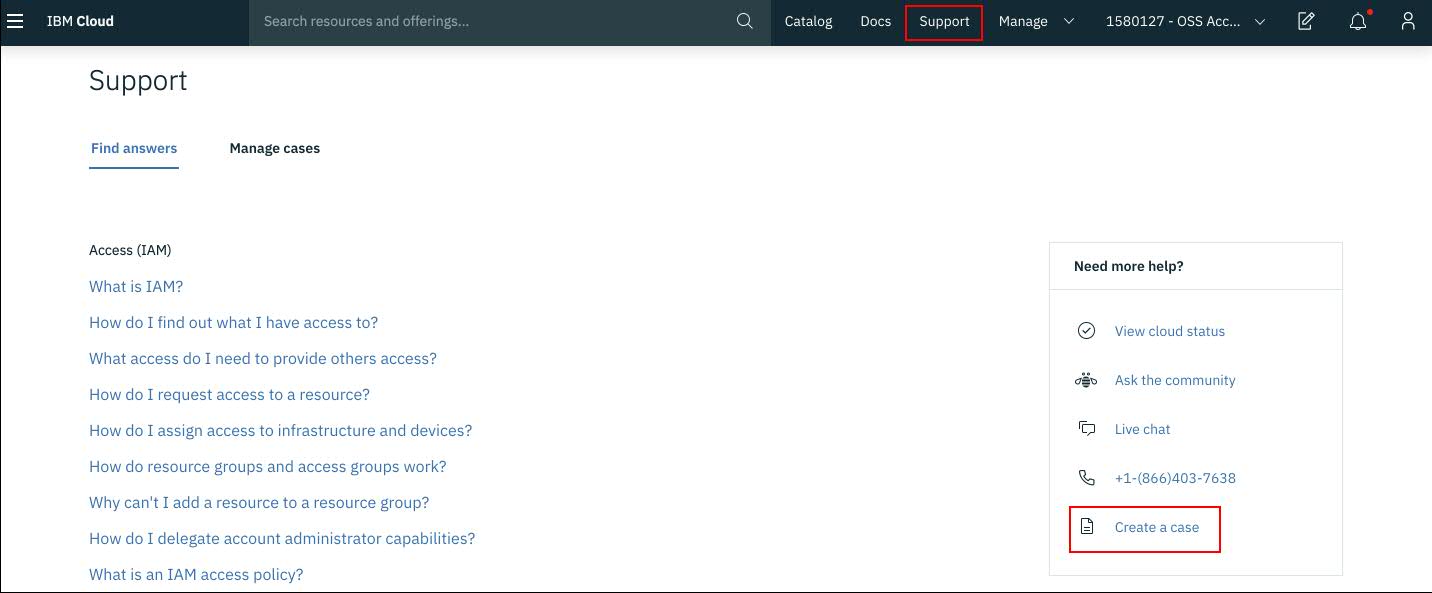 IBM Cloud
Search resources and offerings...
Catalog
Docs
Support
Manage
1580127 - OSS Acc...
Support
Find answers
Manage cases
Access (IAM)
What is IAM?
How do I find out what I have access to?
What access do I need to provide others access?
How do I request access to a resource?
How do I assign access to infrastructure and devices?
How do resource groups and access groups work?
Why can't I add a resource to a resource group?
How do I delegate account administrator capabilities?
What is an IAM access policy?
Need more help?
View cloud status
Ask the community
Live chat
+1-(866)403-7638
Create a case